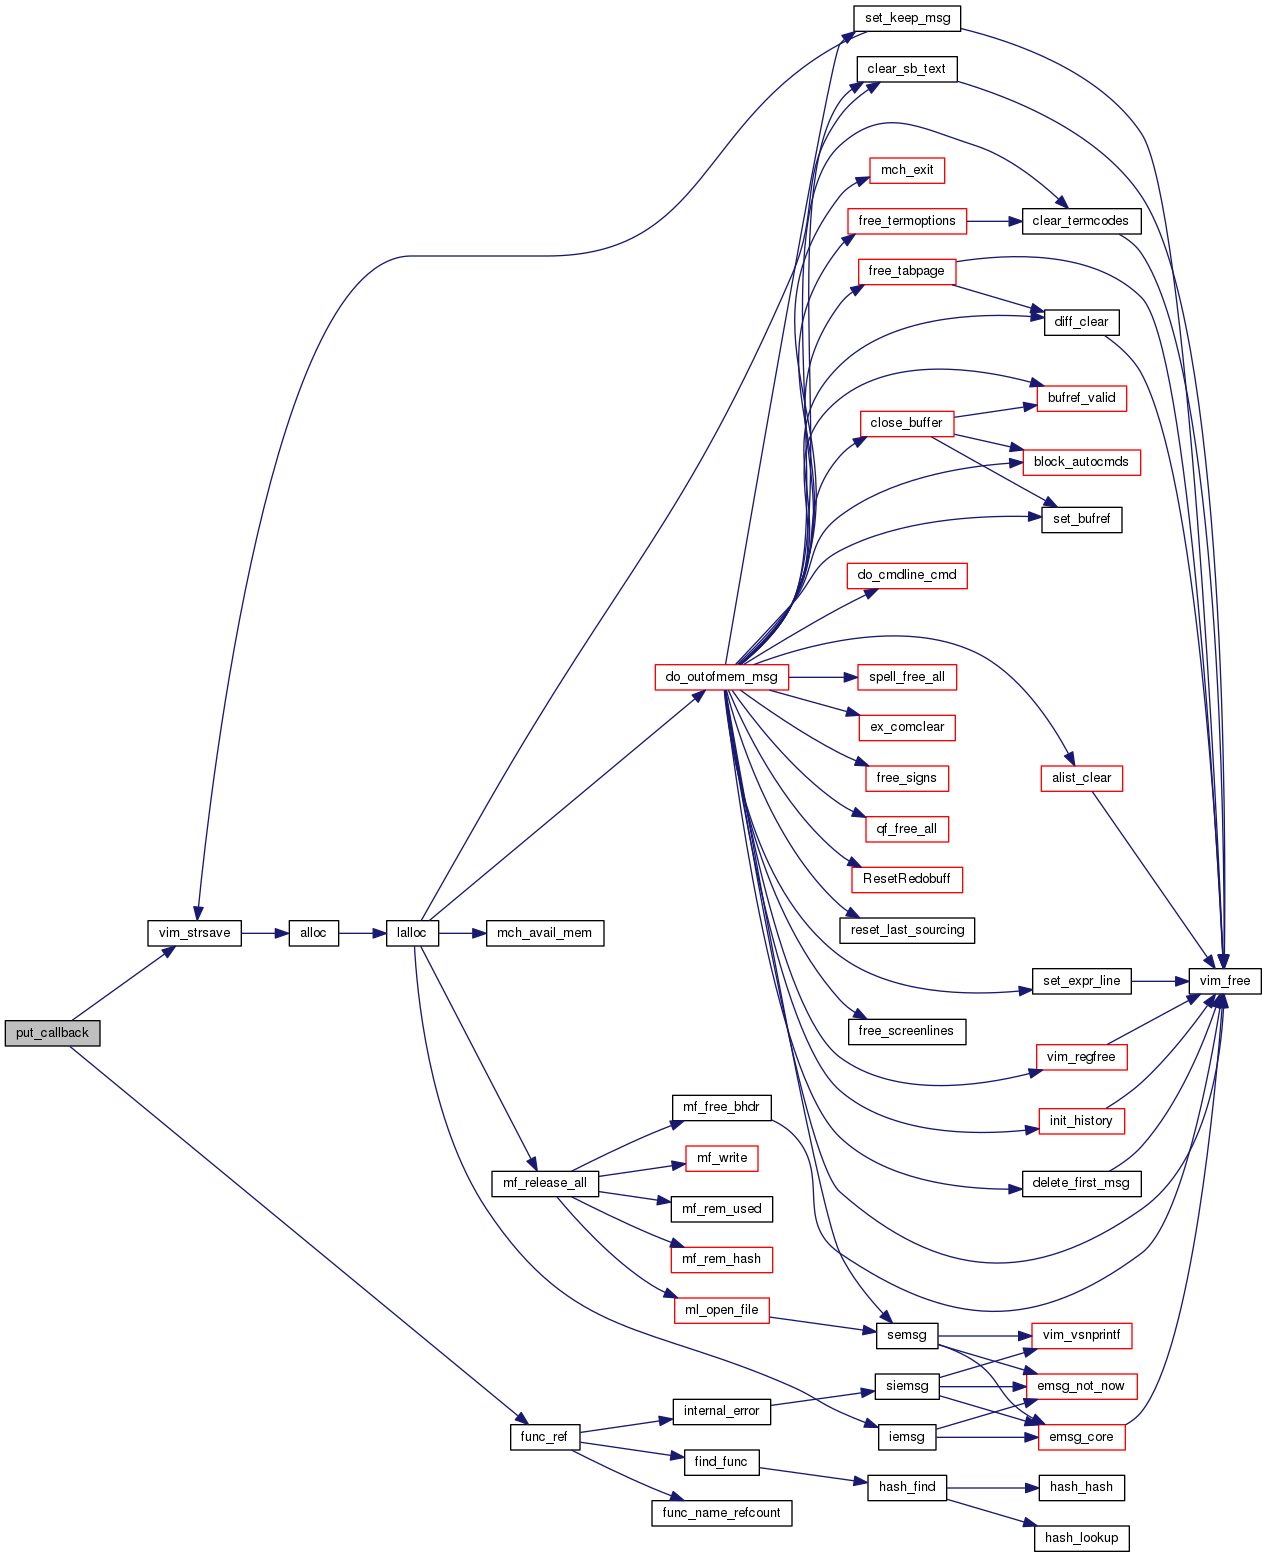 set_keep_msg
clear_sb_text
mch_exit
free_termoptions
clear_termcodes
free_tabpage
diff_clear
bufref_valid
close_buffer
block_autocmds
set_bufref
do_cmdline_cmd
do_outofmem_msg
spell_free_all
ex_comclear
free_signs
alist_clear
qf_free_all
ResetRedobuff
reset_last_sourcing
vim_strsave
alloc
lalloc
mch_avail_mem
set_expr_line
vim_free
put_callback
free_screenlines
vim_regfree
mf_free_bhdr
init_history
mf_write
mf_release_all
delete_first_msg
mf_rem_used
mf_rem_hash
ml_open_file
semsg
vim_vsnprintf
siemsg
emsg_not_now
internal_error
func_ref
iemsg
emsg_core
find_func
hash_find
hash_hash
func_name_refcount
hash_lookup